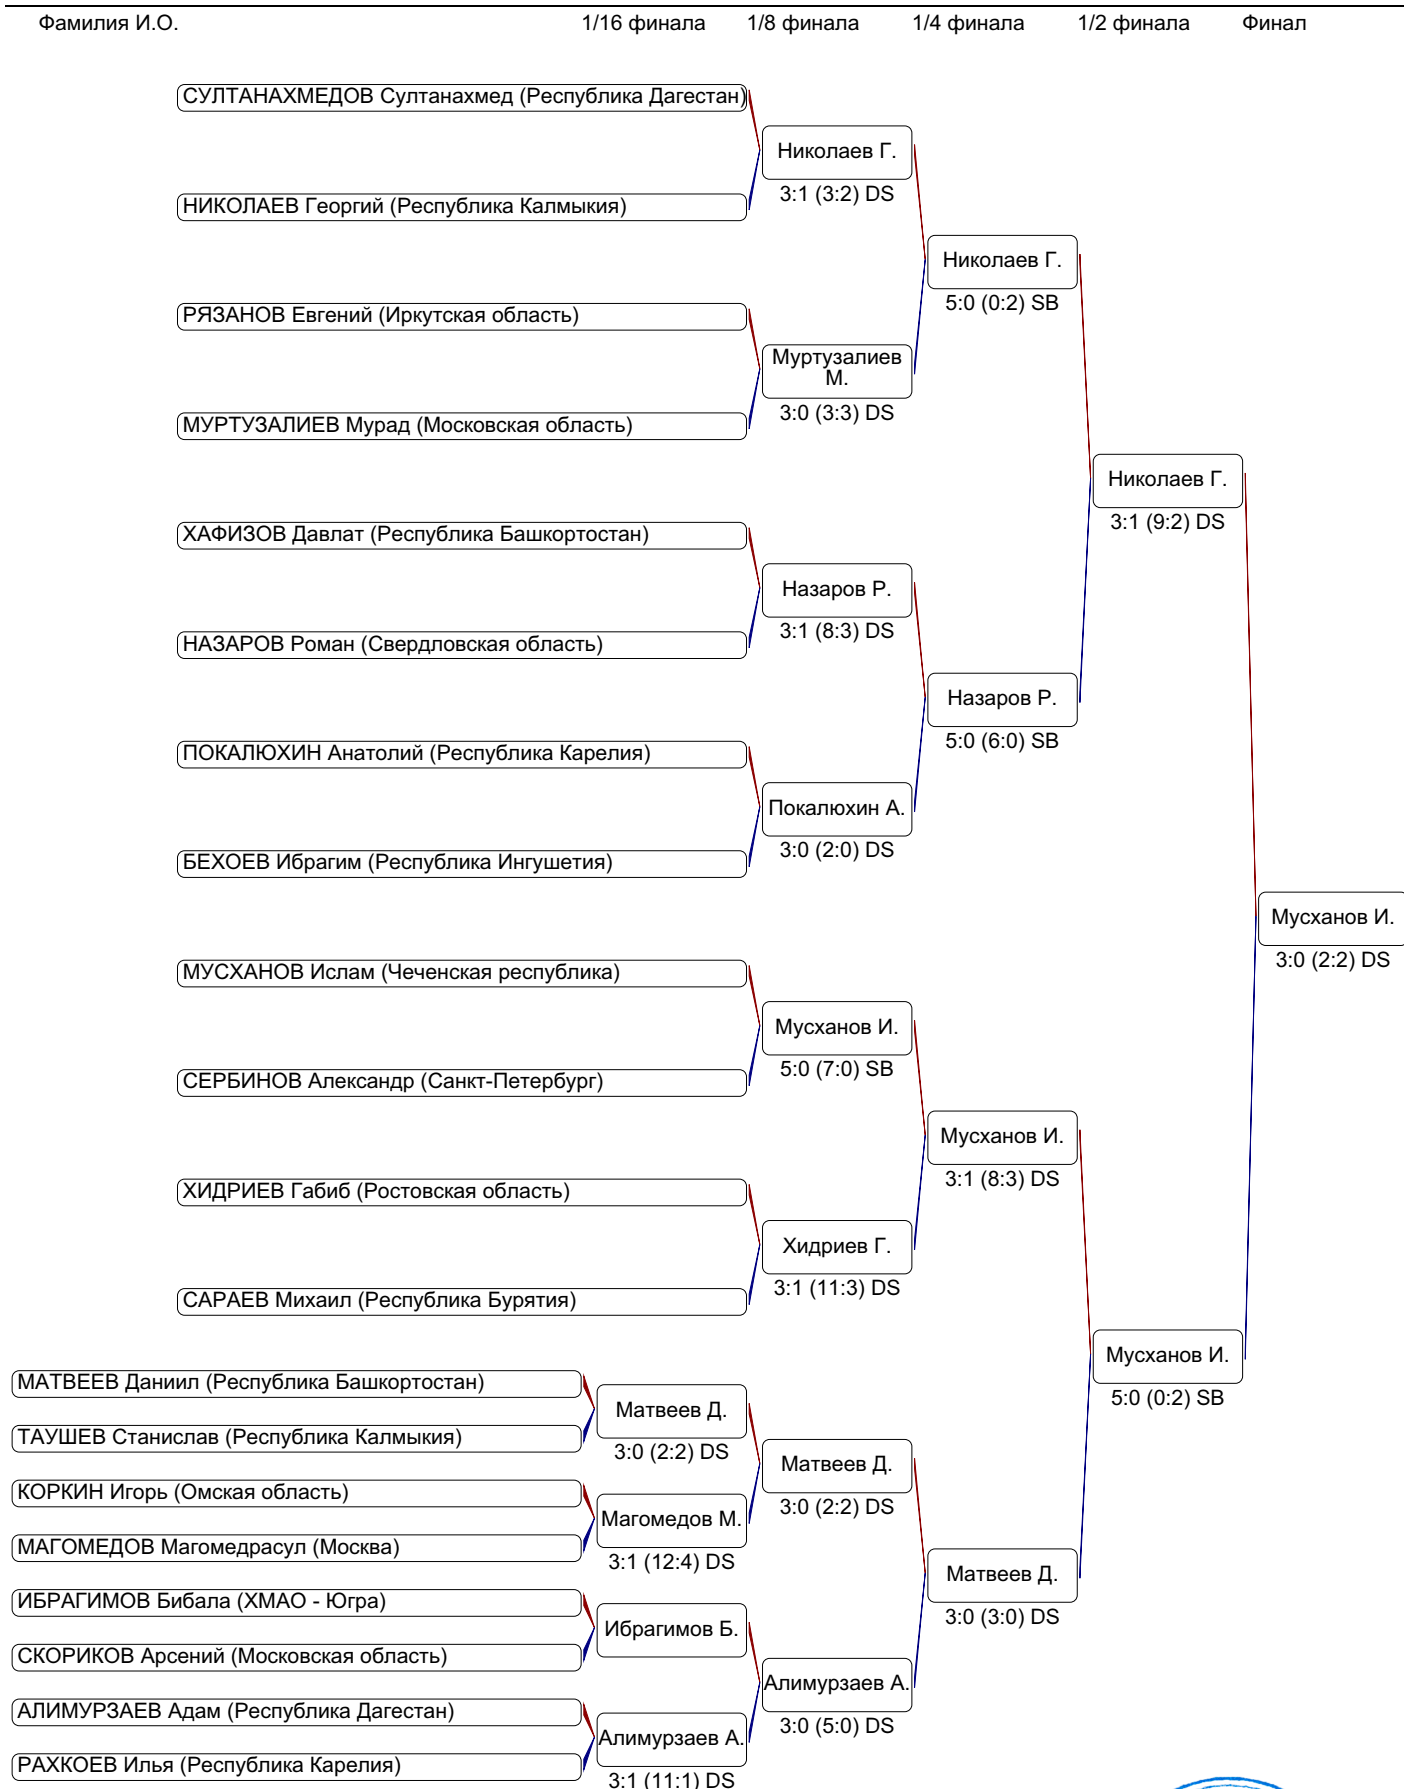 Фамилия И.О. 1/16 финала 1/8 финала 1/4 финала 1/2 финала Финал
СУЛТАНАХМЕДОВ Султанахмед (Республика Дагестан)
Николаев Г.
3:1 (3:2) DS
НИКОЛАЕВ Георгий (Республика Калмыкия)
Николаев Г.
5:0 (0:2) SB
РЯЗАНОВ Евгений (Иркутская область)
Муртузалиев
М.
3:0 (3:3) DS
МУРТУЗАЛИЕВ Мурад (Московская область)
Николаев Г.
3:1 (9:2) DS
ХАФИЗОВ Давлат (Республика Башкортостан)
Назаров Р.
3:1 (8:3) DS
НАЗАРОВ Роман (Свердловская область)
Назаров Р.
5:0 (6:0) SB
ПОКАЛЮХИН Анатолий (Республика Карелия)
Покалюхин А.
3:0 (2:0) DS
БЕХОЕВ Ибрагим (Республика Ингушетия)
Мусханов И.
3:0 (2:2) DS
МУСХАНОВ Ислам (Чеченская республика)
Мусханов И.
5:0 (7:0) SB
СЕРБИНОВ Александр (Санкт-Петербург)
Мусханов И.
3:1 (8:3) DS
ХИДРИЕВ Габиб (Ростовская область)
Хидриев Г.
3:1 (11:3) DS
САРАЕВ Михаил (Республика Бурятия)
Мусханов И.
5:0 (0:2) SB
МАТВЕЕВ Даниил (Республика Башкортостан)
Матвеев Д.
3:0 (2:2) DS
ТАУШЕВ Станислав (Республика Калмыкия)
Матвеев Д.
3:0 (2:2) DS
КОРКИН Игорь (Омская область)
Магомедов М.
3:1 (12:4) DS
МАГОМЕДОВ Магомедрасул (Москва)
Матвеев Д.
3:0 (3:0) DS
ИБРАГИМОВ Бибала (ХМАО - Югра)
Ибрагимов Б.
СКОРИКОВ Арсений (Московская область)
Алимурзаев А.
3:0 (5:0) DS
АЛИМУРЗАЕВ Адам (Республика Дагестан)
Алимурзаев А.
3:1 (11:1) DS
РАХКОЕВ Илья (Республика Карелия)